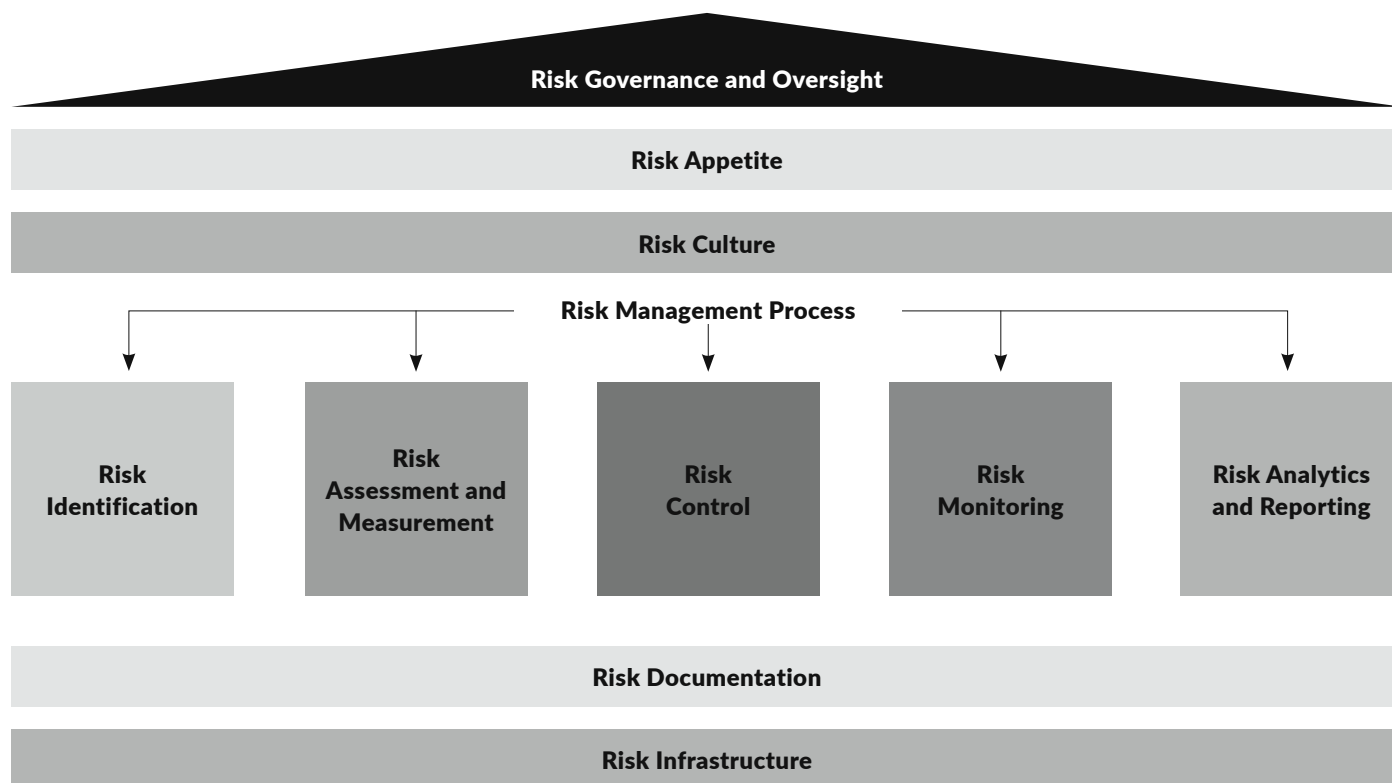 Risk Governance and Oversight
Risk Appetite
Risk Culture
Risk Management Process
Risk
Identification
Risk
Assessment and
Measurement
Risk
Control
Risk
Monitoring
Risk Analytics
and Reporting
Risk Documentation
Risk Infrastructure